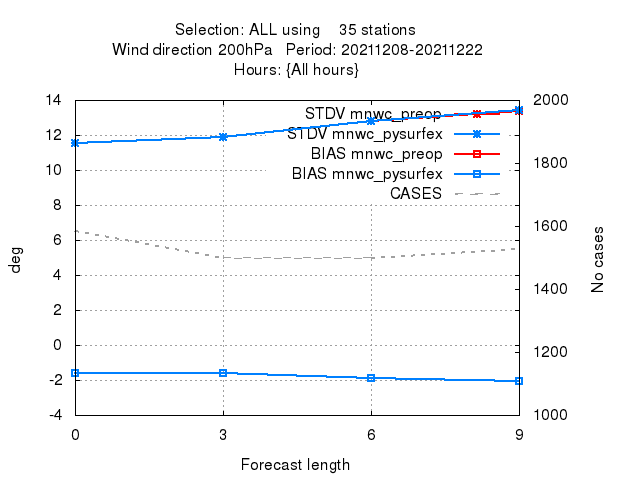 Selection: ALL using    35 stations
Wind direction 200hPa   Period: 20211208-20211222
Hours: {All hours}
STDV mnwc_preop
STDV mnwc_pysurfex
BIAS mnwc_preop
BIAS mnwc_pysurfex
CASES
14
12
10
8
6
4
2
0
-2
-4
deg
2000
1800
1600
1400
1200
1000
No cases
0 3 6 9
Forecast length